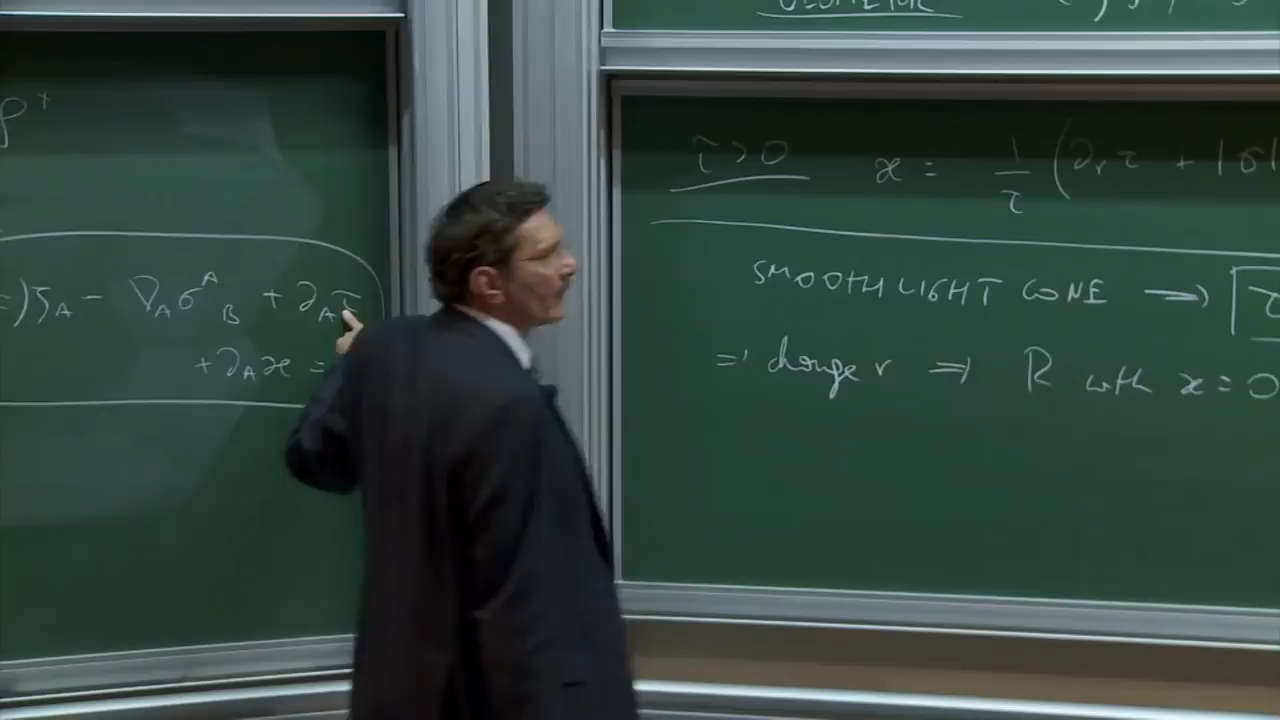 ρ⁺
=) ζ_A − ∇_A σ^A_B + ∂_A τ
+ ∂_A ϰ =
τ > 0 ϰ = 1/τ (∂_r τ + |σ|
SMOOTH LIGHT CONE → τ
=' change r ⇒ R with ϰ = 0